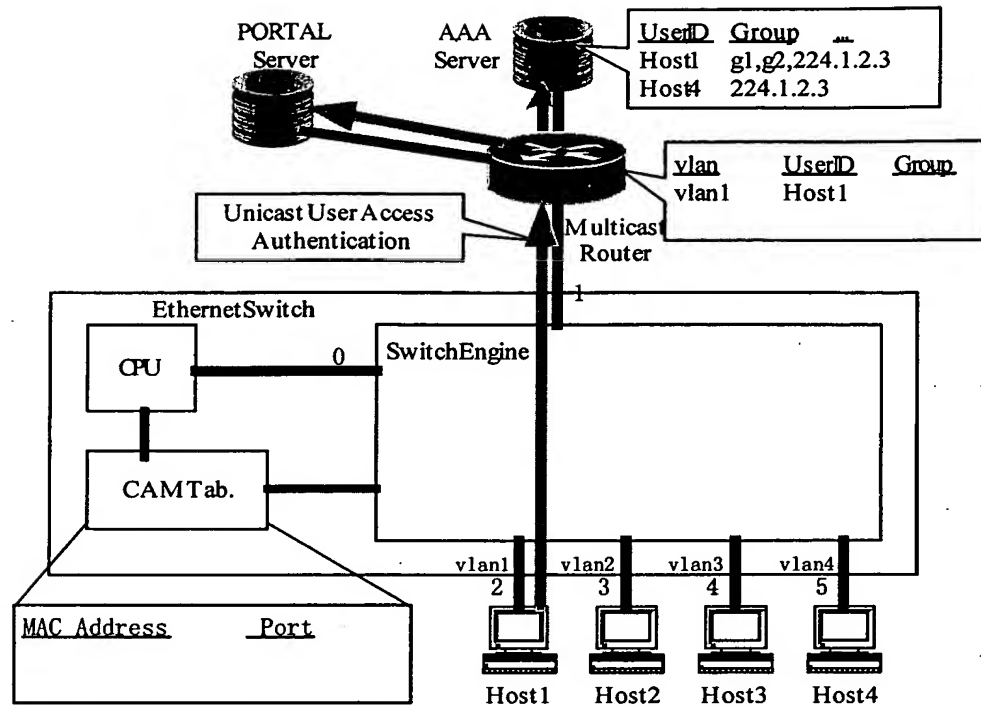 PORTAL
Server
AAA
Server
UserID Group ...
Host1 g1,g2,224.1.2.3
Host4 224.1.2.3
vlan UserID Group
vlan1 Host1
Unicast User Access
Authentication
Multicast
Router
1
EthernetSwitch
CPU
0
SwitchEngine
CAMTab.
vlan1 vlan2 vlan3 vlan4
2 3 4 5
MAC Address Port
Host1 Host2 Host3 Host4